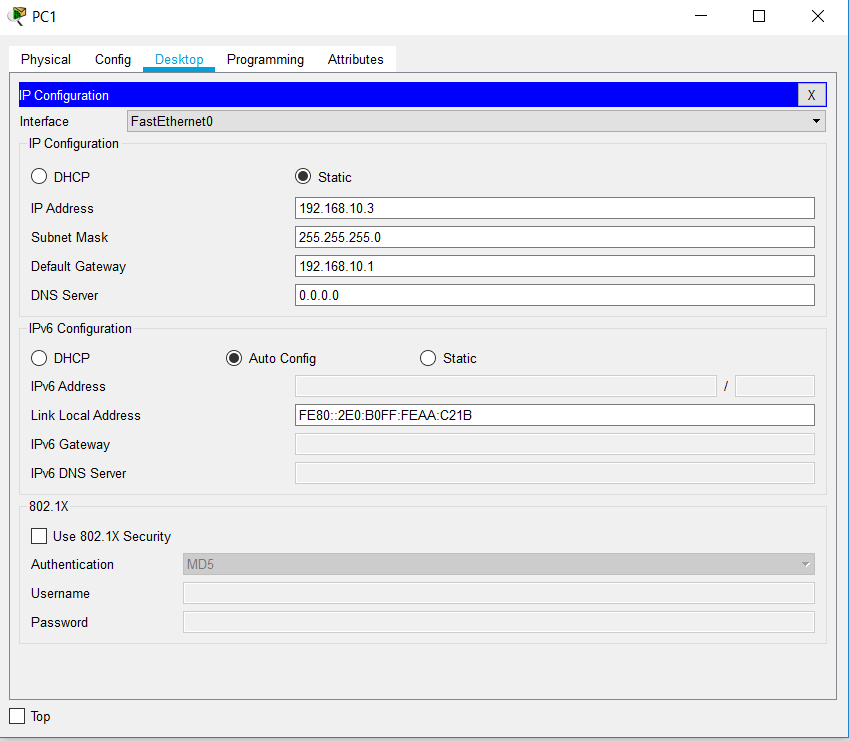 PC1
Physical Config Desktop Programming Attributes
IP Configuration X
Interface FastEthernet0
IP Configuration
DHCP Static
IP Address 192.168.10.3
Subnet Mask 255.255.255.0
Default Gateway 192.168.10.1
DNS Server 0.0.0.0
IPv6 Configuration
DHCP Auto Config Static
IPv6 Address /
Link Local Address FE80::2E0:B0FF:FEAA:C21B
IPv6 Gateway
IPv6 DNS Server
802.1X
Use 802.1X Security
Authentication MD5
Username
Password
Top